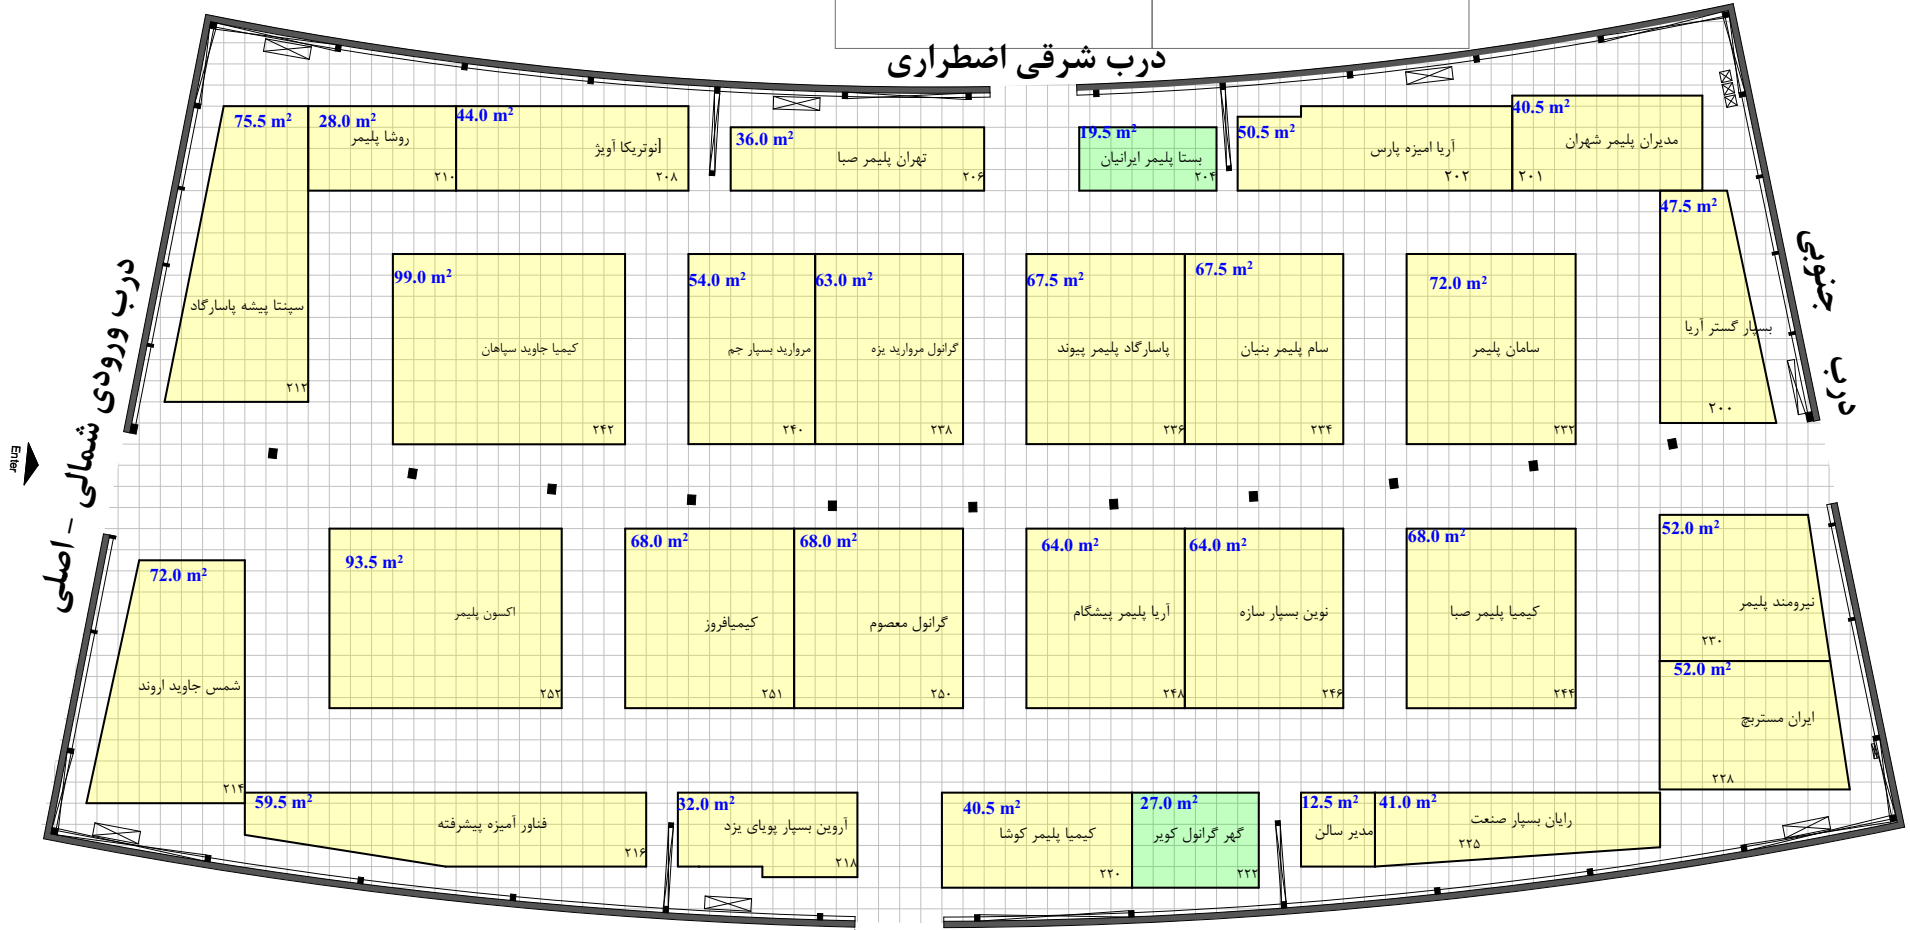 درب شرقی اضطراری
درب ورودی شمالی - اصلی
Enter
درب جنوبی
75.5 m²
سپنتا پیشه پاسارگاد
۲۱۲
28.0 m²
روشا پلیمر
۲۱۰
44.0 m²
نوتریکا آویژ]
۲۰۸
36.0 m²
تهران پلیمر صبا
۲۰۶
19.5 m²
بستا پلیمر ایرانیان
۲۰۴
50.5 m²
آریا امیزه پارس
۲۰۲
40.5 m²
مدیران پلیمر شهران
۲۰۱
47.5 m²
بسپار گستر آریا
۲۰۰
99.0 m²
کیمیا جاوید سپاهان
۲۴۲
54.0 m²
مروارید بسپار جم
۲۴۰
63.0 m²
گرانول مروارید یزه
۲۳۸
67.5 m²
پاسارگاد پلیمر پیوند
۲۳۶
67.5 m²
سام پلیمر بنیان
۲۳۴
72.0 m²
سامان پلیمر
۲۳۲
72.0 m²
شمس جاوید اروند
۲۱۴
93.5 m²
اکسون پلیمر
۲۵۲
68.0 m²
کیمیافروز
۲۵۱
68.0 m²
گرانول معصوم
۲۵۰
64.0 m²
آریا پلیمر پیشگام
۲۴۸
64.0 m²
نوین بسپار سازه
۲۴۶
68.0 m²
کیمیا پلیمر صبا
۲۴۴
52.0 m²
نیرومند پلیمر
۲۳۰
52.0 m²
ایران مستربچ
۲۲۸
59.5 m²
فناور آمیزه پیشرفته
۲۱۶
32.0 m²
آروین بسپار پویای یزد
۲۱۸
40.5 m²
کیمیا پلیمر کوشا
۲۲۰
27.0 m²
گهر گرانول کویر
۲۲۲
12.5 m²
مدیر سالن
41.0 m²
رایان بسپار صنعت
۲۲۵